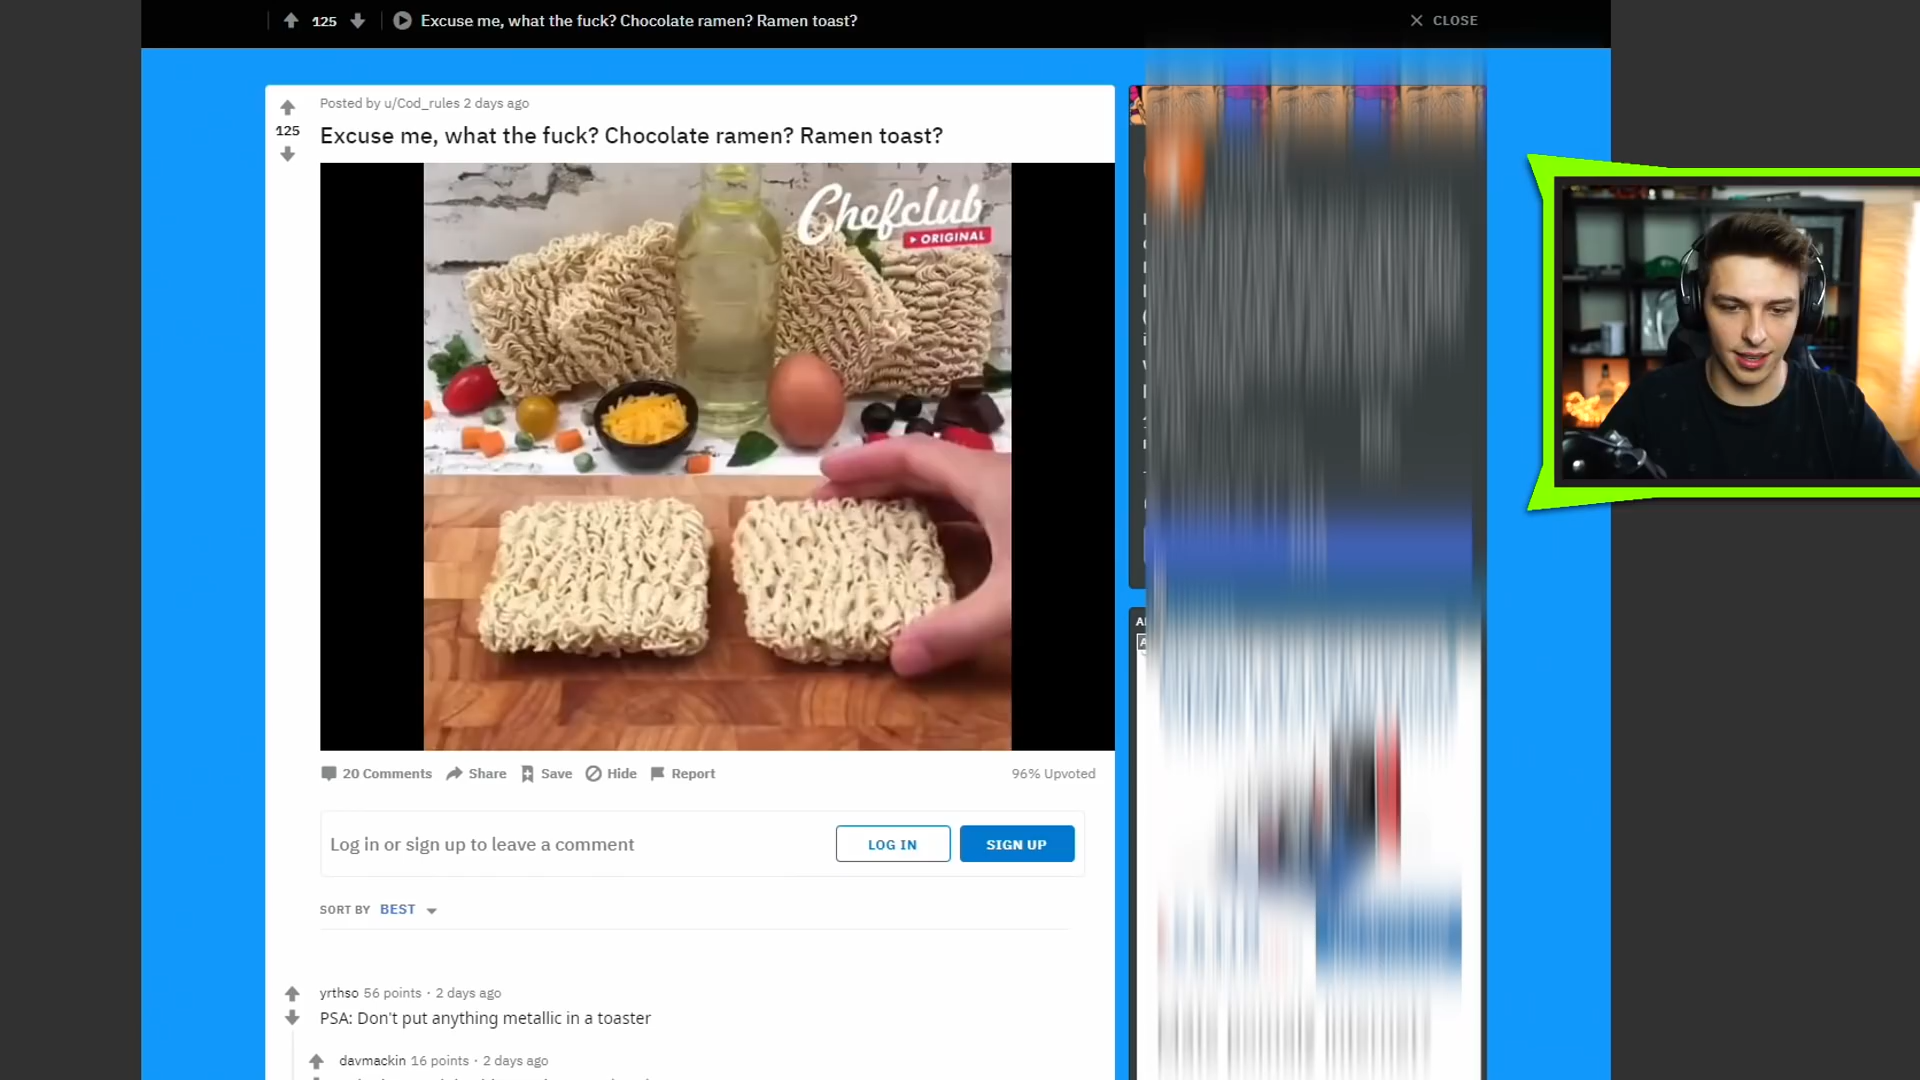 125
Excuse me, what the fuck? Chocolate ramen? Ramen toast?
CLOSE
Posted by u/Cod_rules 2 days ago
125
Excuse me, what the fuck? Chocolate ramen? Ramen toast?
Chefclub
ORIGINAL
20 Comments Share Save Hide Report 96% Upvoted
Log in or sign up to leave a comment LOG IN SIGN UP
SORT BY BEST
yrthso 56 points · 2 days ago
PSA: Don't put anything metallic in a toaster
davmackin 16 points · 2 days ago